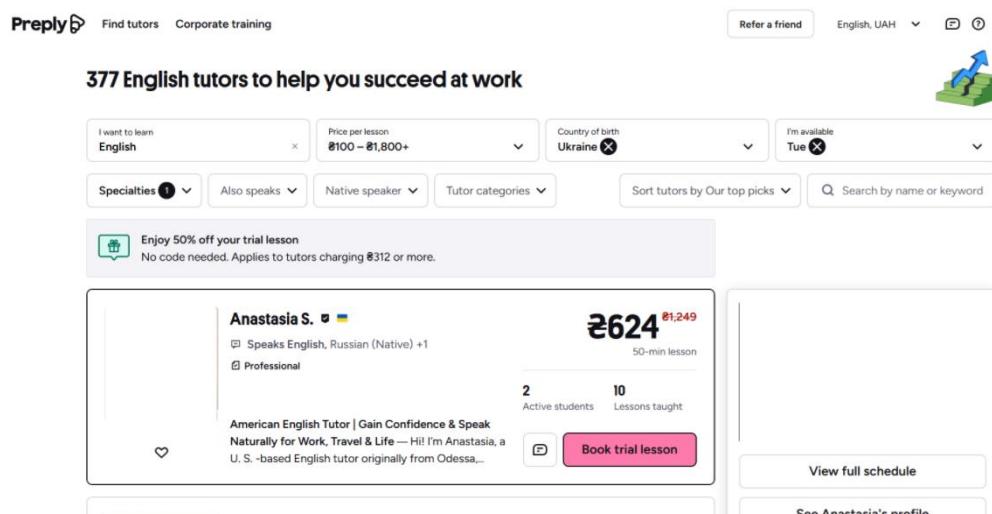 Preply
Find tutors
Corporate training
Refer a friend
English, UAH
377 English tutors to help you succeed at work
I want to learn
English
Price per lesson
₴100 – ₴1,800+
Country of birth
Ukraine
I'm available
Tue
Specialties 1
Also speaks
Native speaker
Tutor categories
Sort tutors by Our top picks
Search by name or keyword
Enjoy 50% off your trial lesson
No code needed. Applies to tutors charging ₴312 or more.
Anastasia S.
Speaks English, Russian (Native) +1
Professional
American English Tutor | Gain Confidence & Speak
Naturally for Work, Travel & Life — Hi! I'm Anastasia, a
U. S. -based English tutor originally from Odessa,...
₴624 ₴1,249
50-min lesson
2
Active students
10
Lessons taught
Book trial lesson
View full schedule
See Anastasia's profile